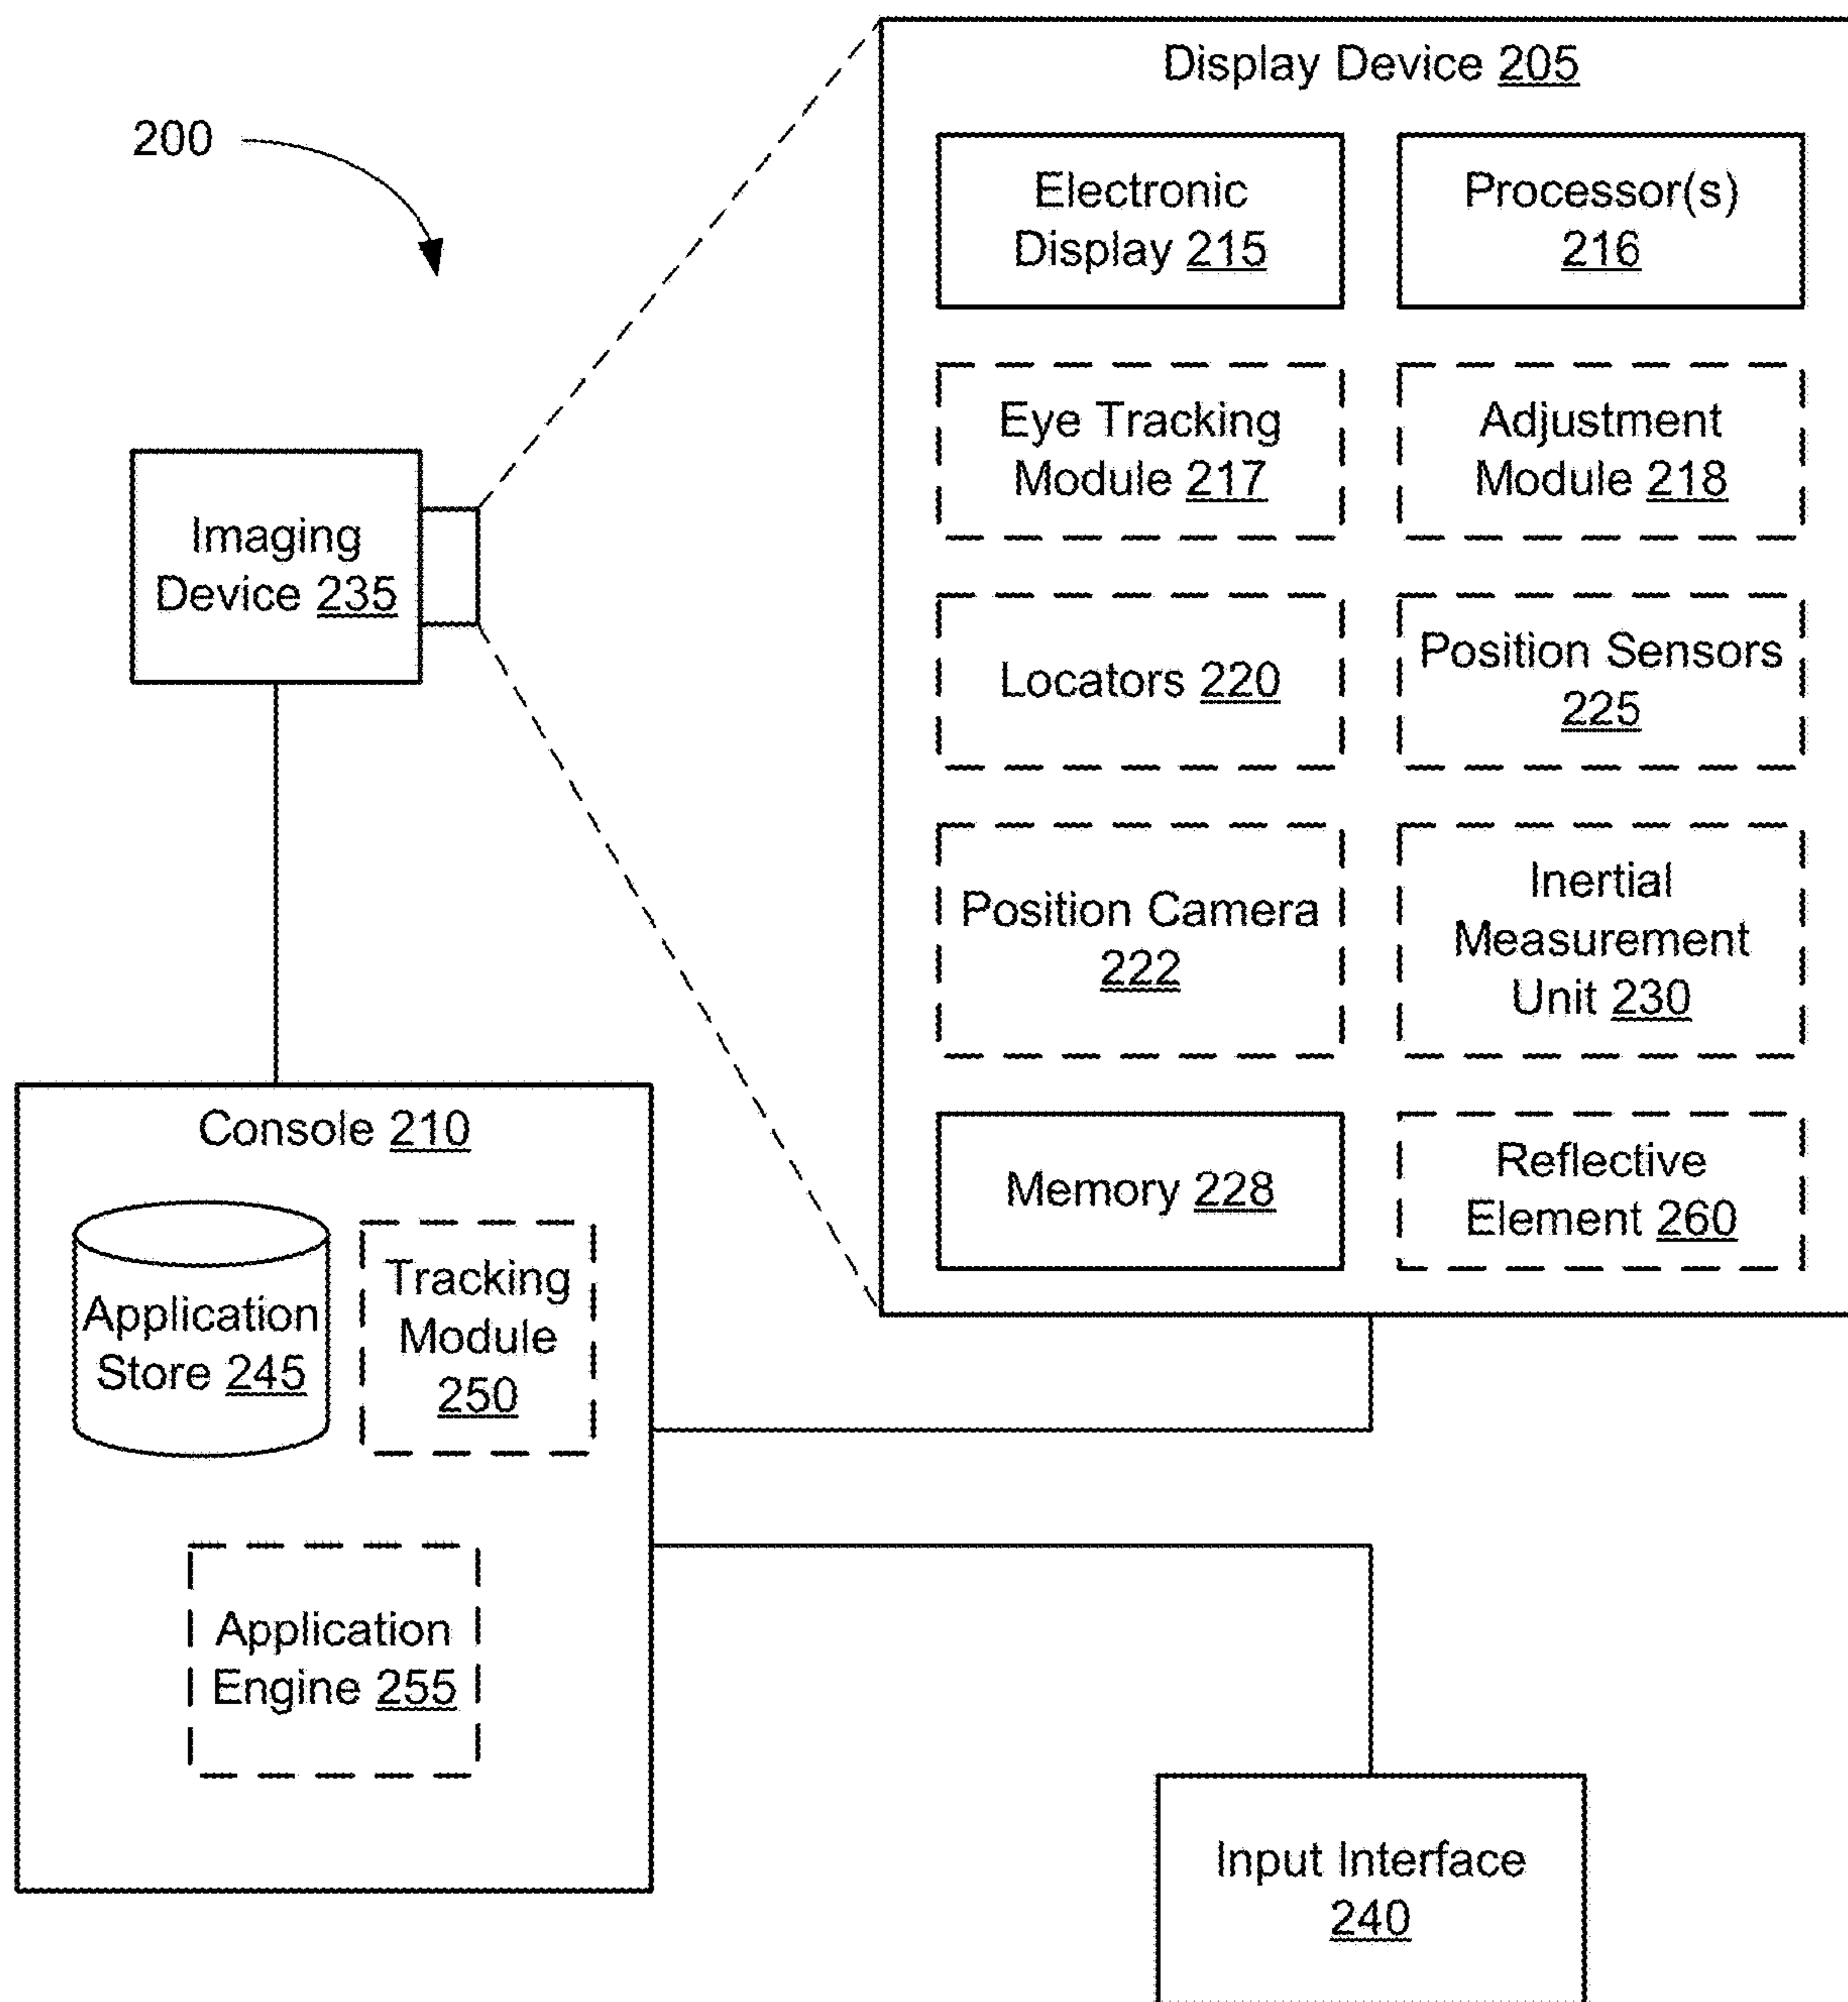 200
Display Device 205
Electronic
Display 215
Processor(s)
216
Eye Tracking
Module 217
Adjustment
Module 218
Imaging
Device 235
Locators 220
Position Sensors
225
Position Camera
222
Inertial
Measurement
Unit 230
Memory 228
Reflective
Element 260
Console 210
Application
Store 245
Tracking
Module
250
Application
Engine 255
Input Interface
240